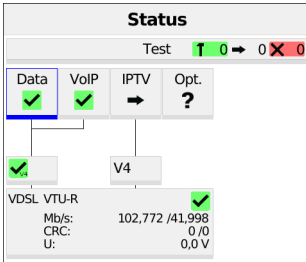 Status
Test 0 ➡ 0 0
Data VoIP IPTV Opt.
✔ ✔ ➡ ?
V4 V4
VDSL VTU-R
Mb/s: 102,772 /41,998
CRC: 0 /0
U: 0,0 V